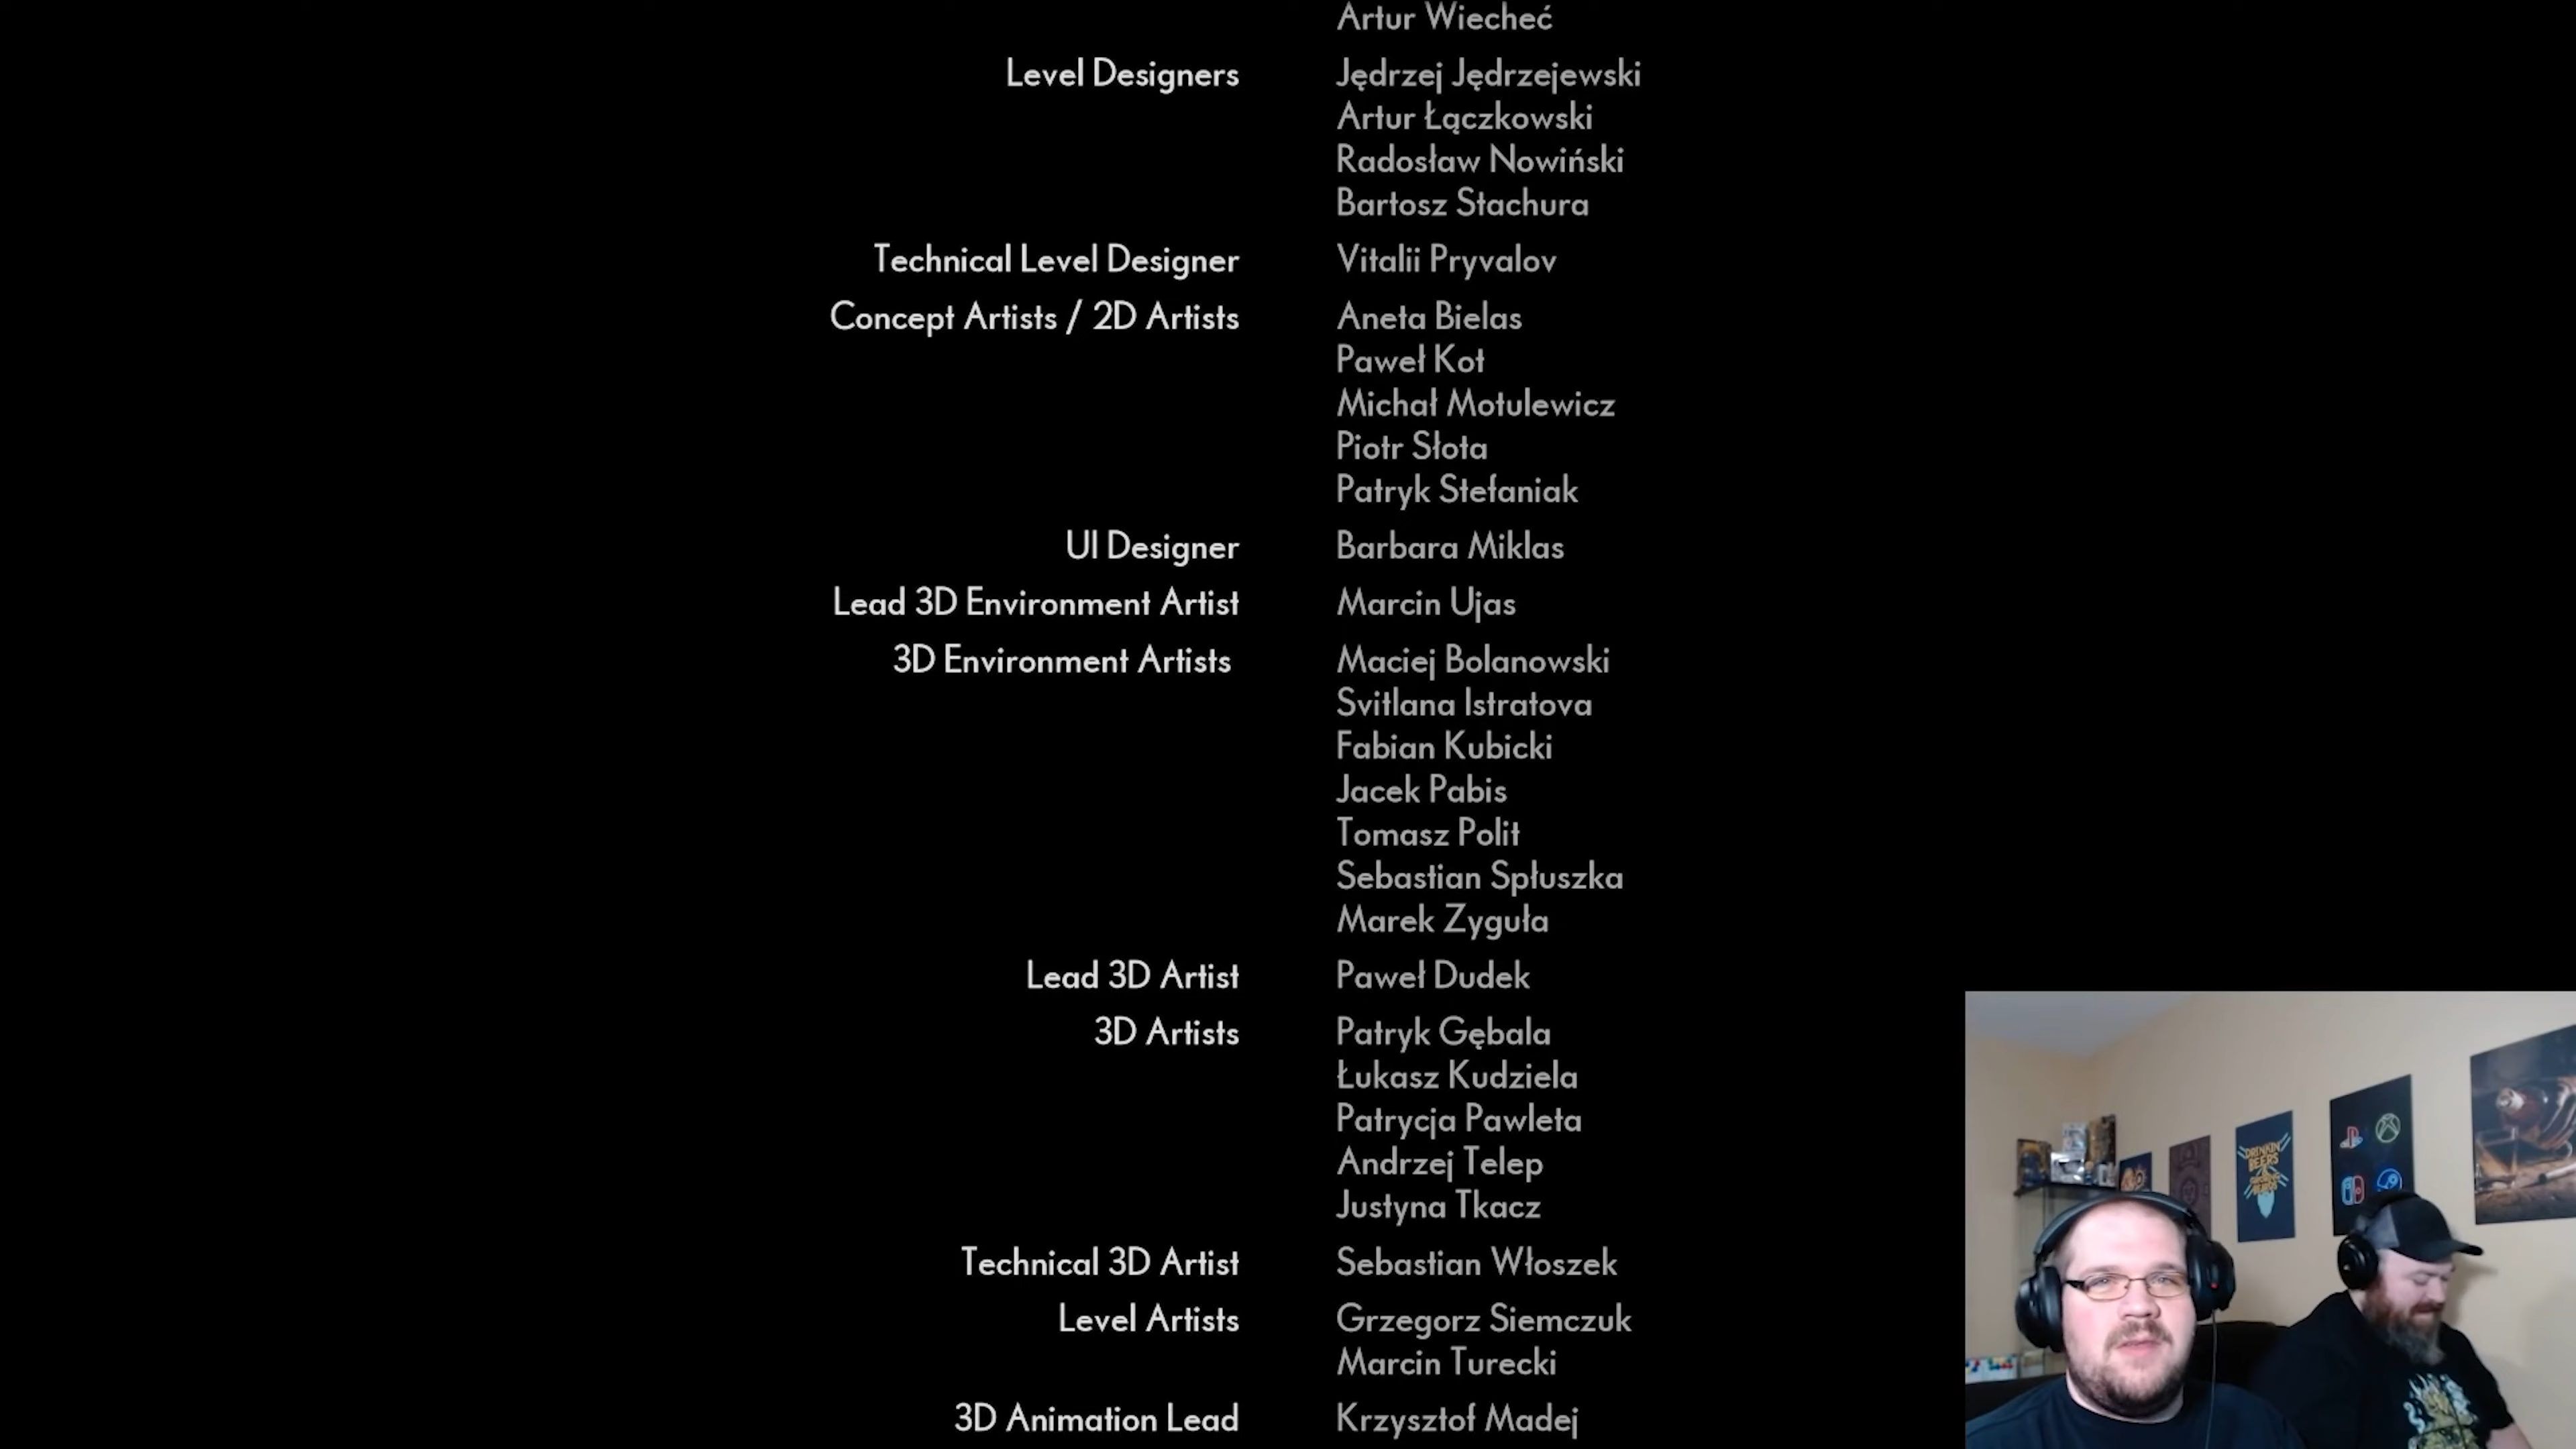 Artur Wiecheć
Level Designers Jędrzej Jędrzejewski
Artur Łączkowski
Radosław Nowiński
Bartosz Stachura
Technical Level Designer Vitalii Pryvalov
Concept Artists / 2D Artists Aneta Bielas
Paweł Kot
Michał Motulewicz
Piotr Słota
Patryk Stefaniak
UI Designer Barbara Miklas
Lead 3D Environment Artist Marcin Ujas
3D Environment Artists Maciej Bolanowski
Svitlana Istratova
Fabian Kubicki
Jacek Pabis
Tomasz Polit
Sebastian Spłuszka
Marek Zyguła
Lead 3D Artist Paweł Dudek
3D Artists Patryk Gębala
Łukasz Kudziela
Patrycja Pawleta
Andrzej Telep
Justyna Tkacz
Technical 3D Artist Sebastian Włoszek
Level Artists Grzegorz Siemczuk
Marcin Turecki
3D Animation Lead Krzysztof Madej
DRINKIN'
BEERS